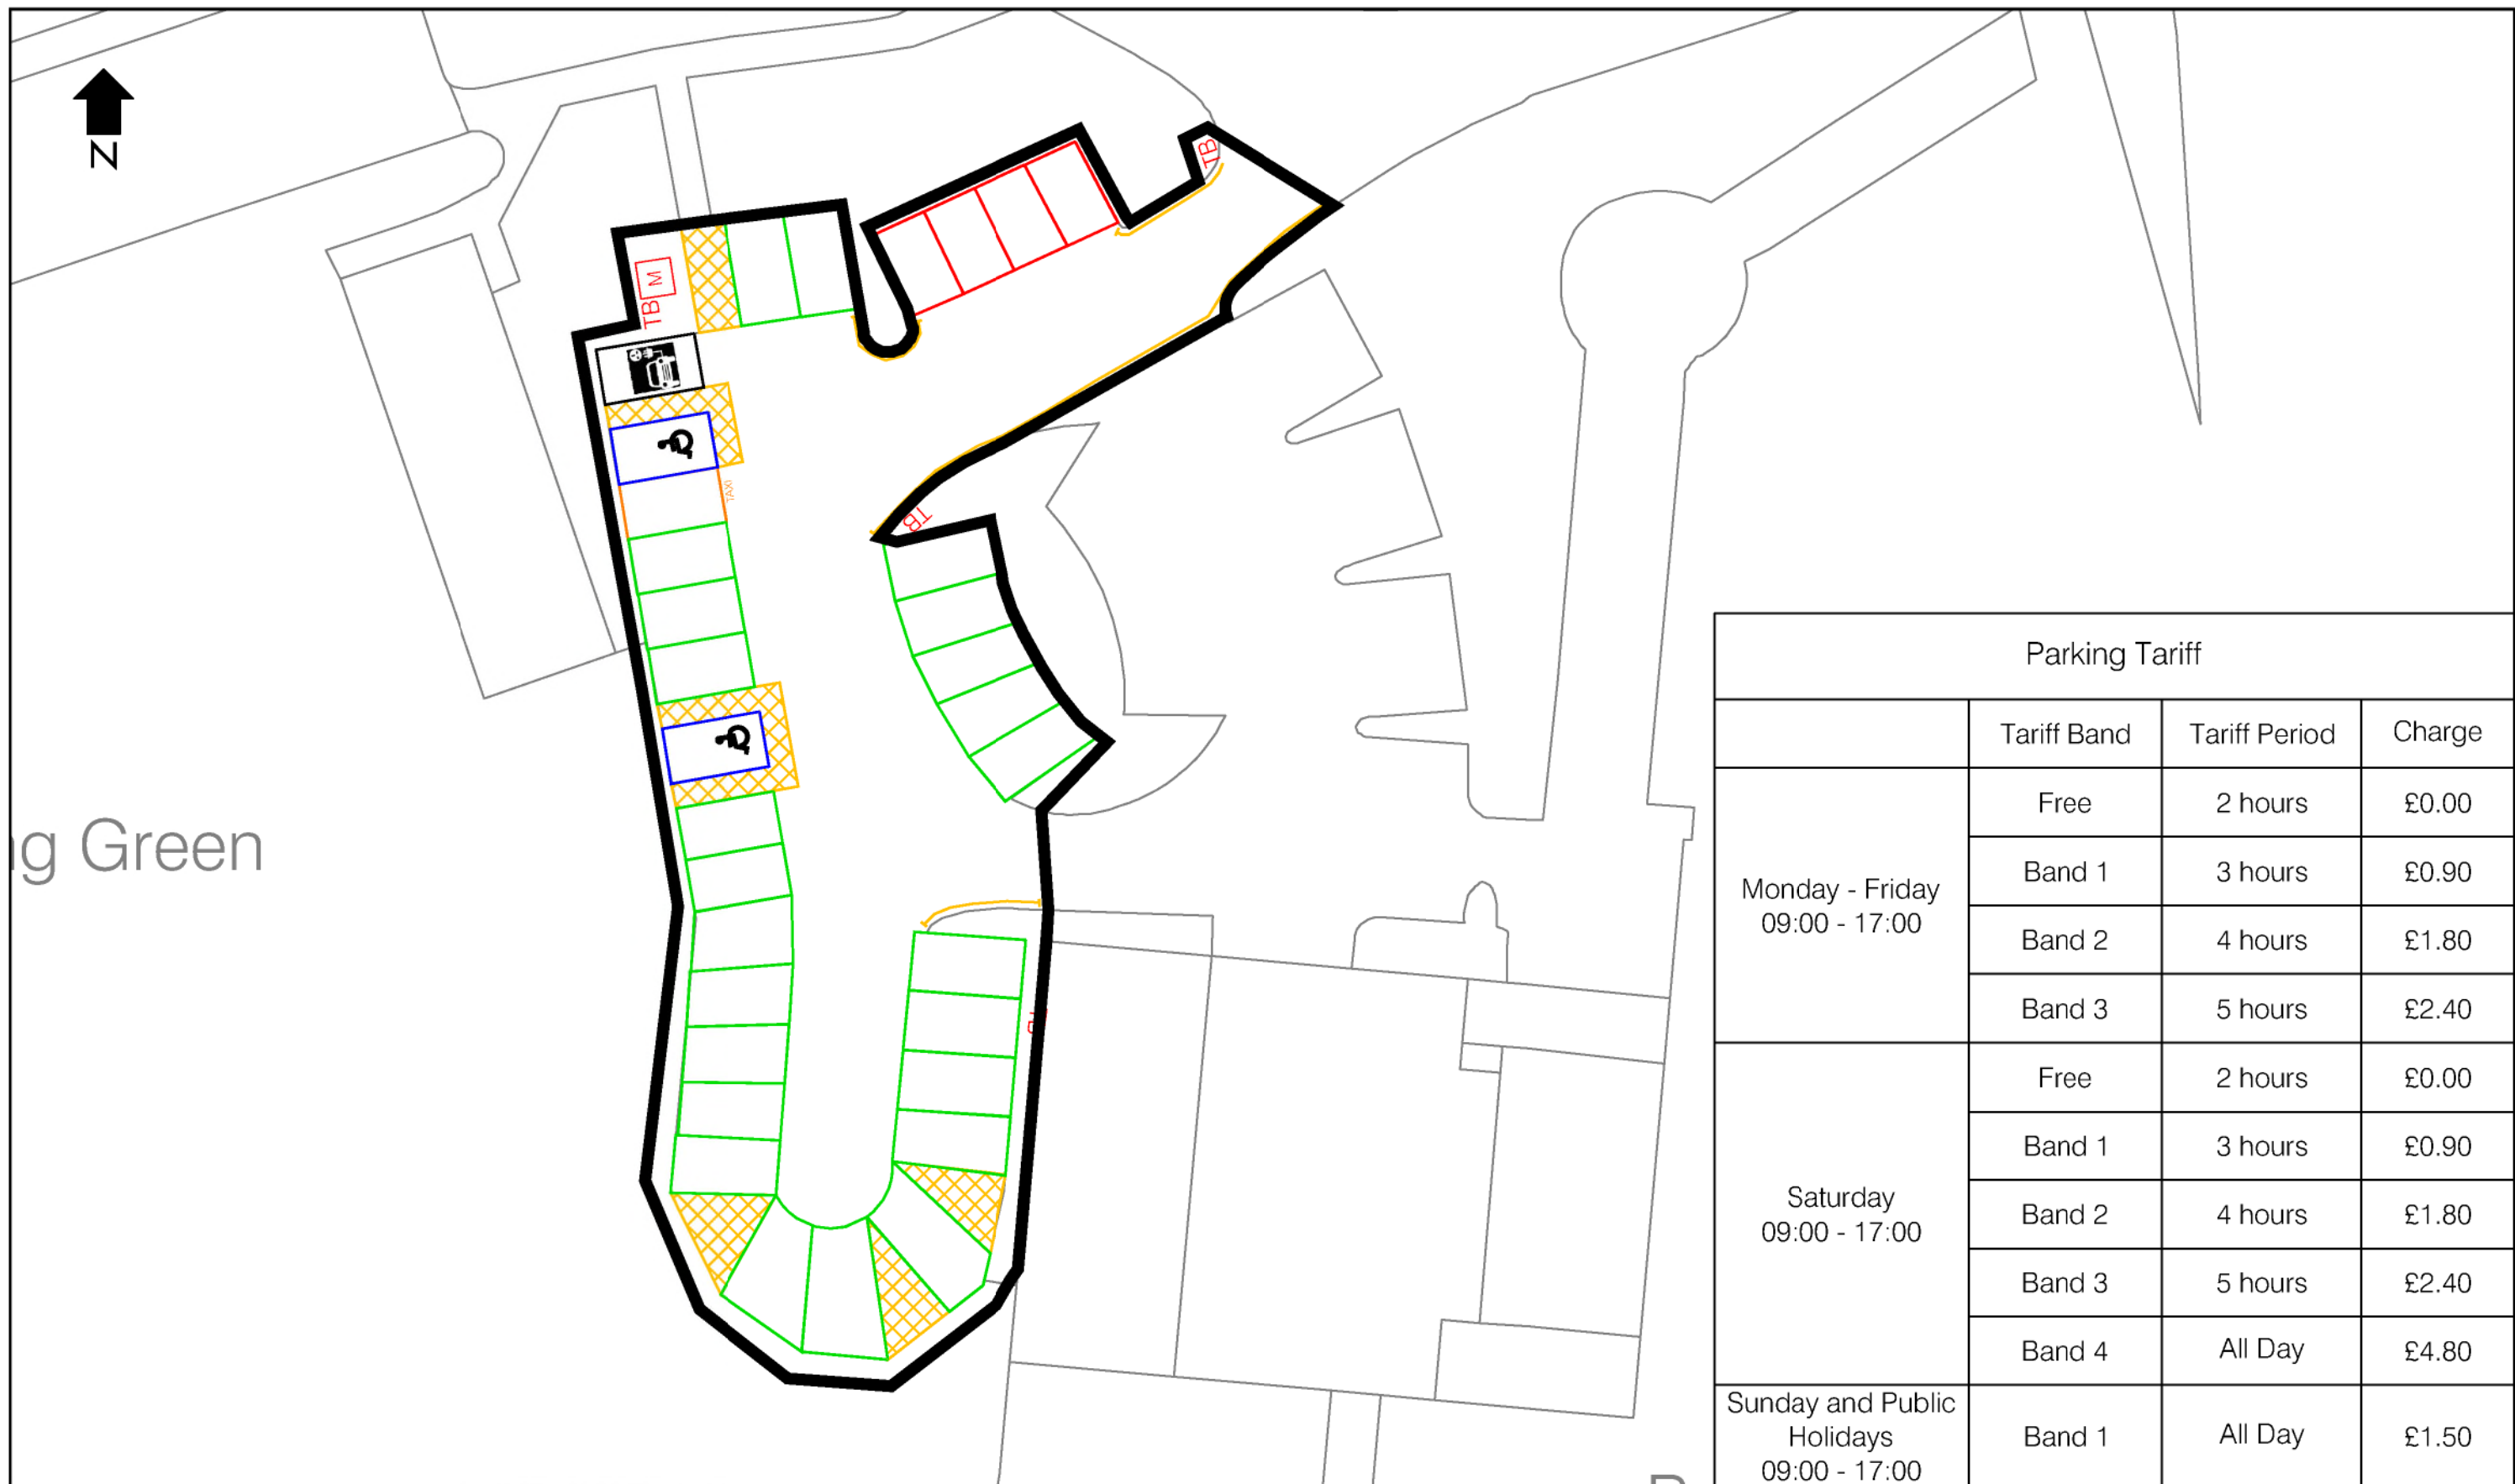 N
TB
TB
M
TAXI
TB
ng Green
Parking Tariff
Tariff Band Tariff Period Charge
Monday - Friday
09:00 - 17:00
Free 2 hours £0.00
Band 1 3 hours £0.90
Band 2 4 hours £1.80
Band 3 5 hours £2.40
Saturday
09:00 - 17:00
Free 2 hours £0.00
Band 1 3 hours £0.90
Band 2 4 hours £1.80
Band 3 5 hours £2.40
Band 4 All Day £4.80
Sunday and Public
Holidays
09:00 - 17:00
Band 1 All Day £1.50